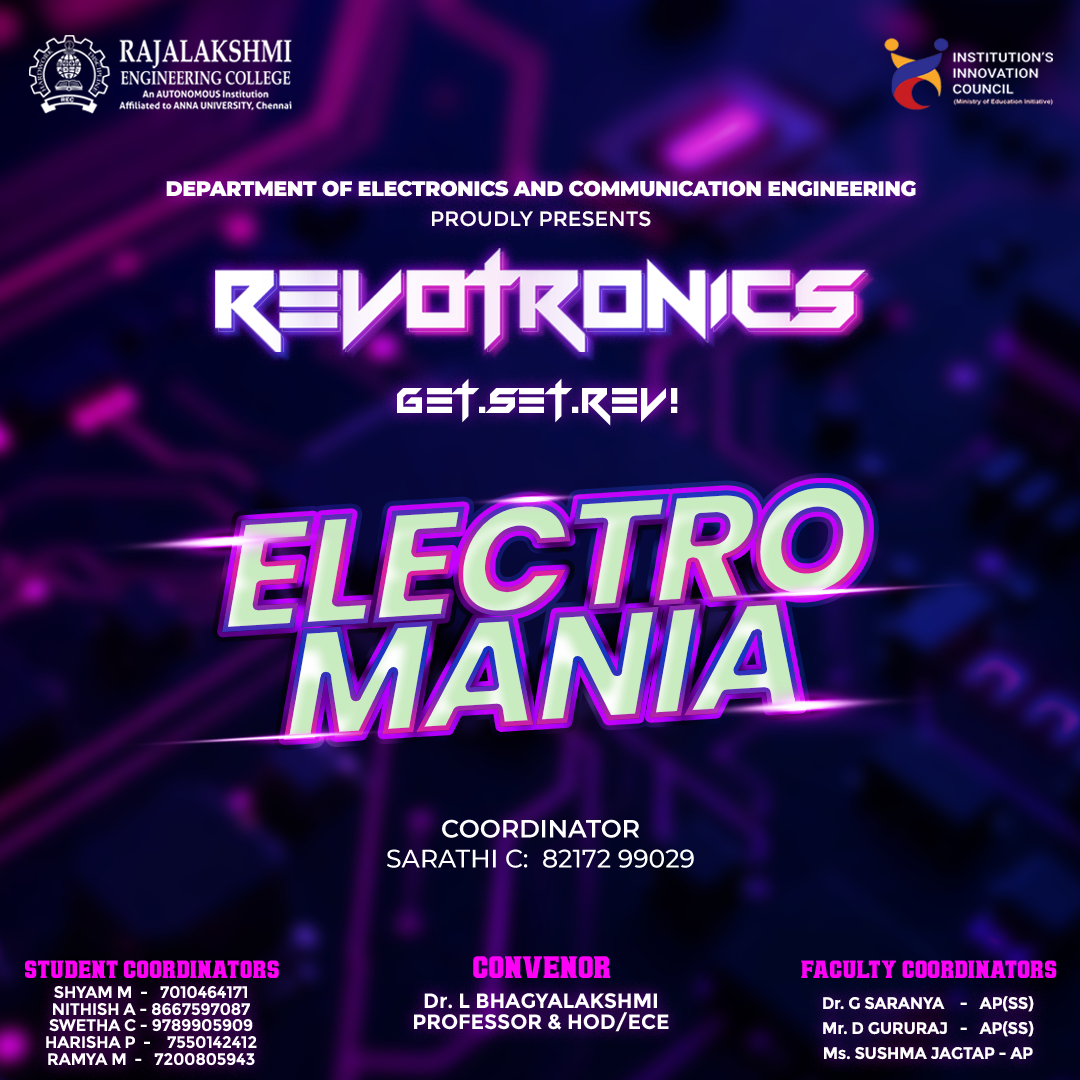 RAJALAKSHMI
ENGINEERING COLLEGE
An AUTONOMOUS Institution
Affiliated to ANNA UNIVERSITY, Chennai
REC
INSTITUTION'S
INNOVATION
COUNCIL
(Ministry of Education Initiative)
DEPARTMENT OF ELECTRONICS AND COMMUNICATION ENGINEERING
PROUDLY PRESENTS
REVOTRONICS
GET.SET.REV!
ELECTRO
MANIA
COORDINATOR
SARATHI C: 82172 99029
STUDENT COORDINATORS
SHYAM M - 7010464171
NITHISH A - 8667597087
SWETHA C - 9789905909
HARISHA P - 7550142412
RAMYA M - 7200805943
CONVENOR
Dr. L BHAGYALAKSHMI
PROFESSOR & HOD/ECE
FACULTY COORDINATORS
Dr. G SARANYA - AP(SS)
Mr. D GURURAJ - AP(SS)
Ms. SUSHMA JAGTAP - AP